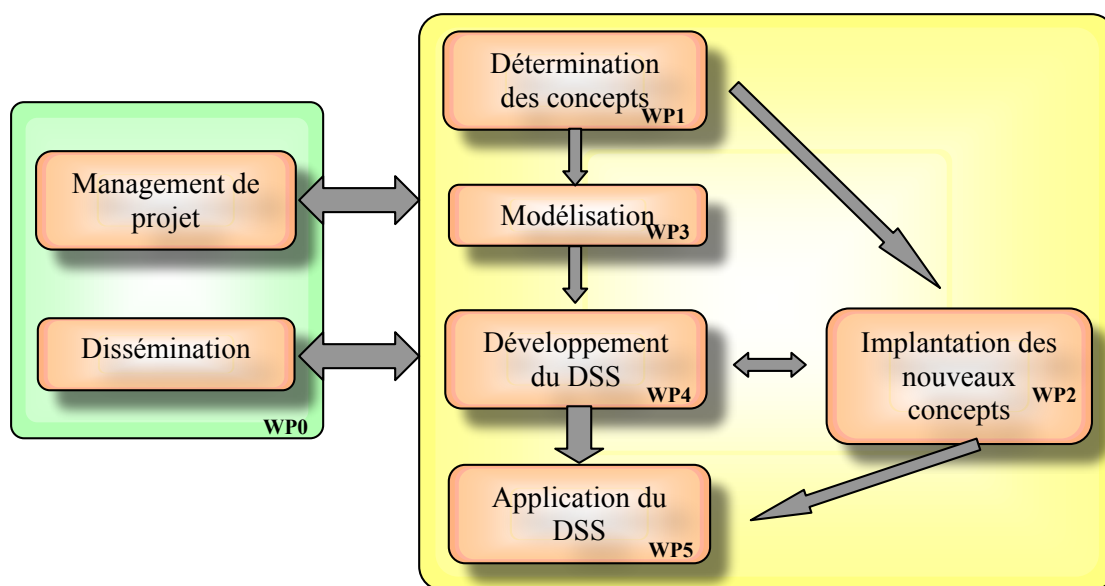 Management de
projet
Dissémination
WP0
Détermination
des concepts
WP1
Modélisation
WP3
Développement
du DSS
WP4
Implantation des
nouveaux
concepts
WP2
Application du
DSS
WP5